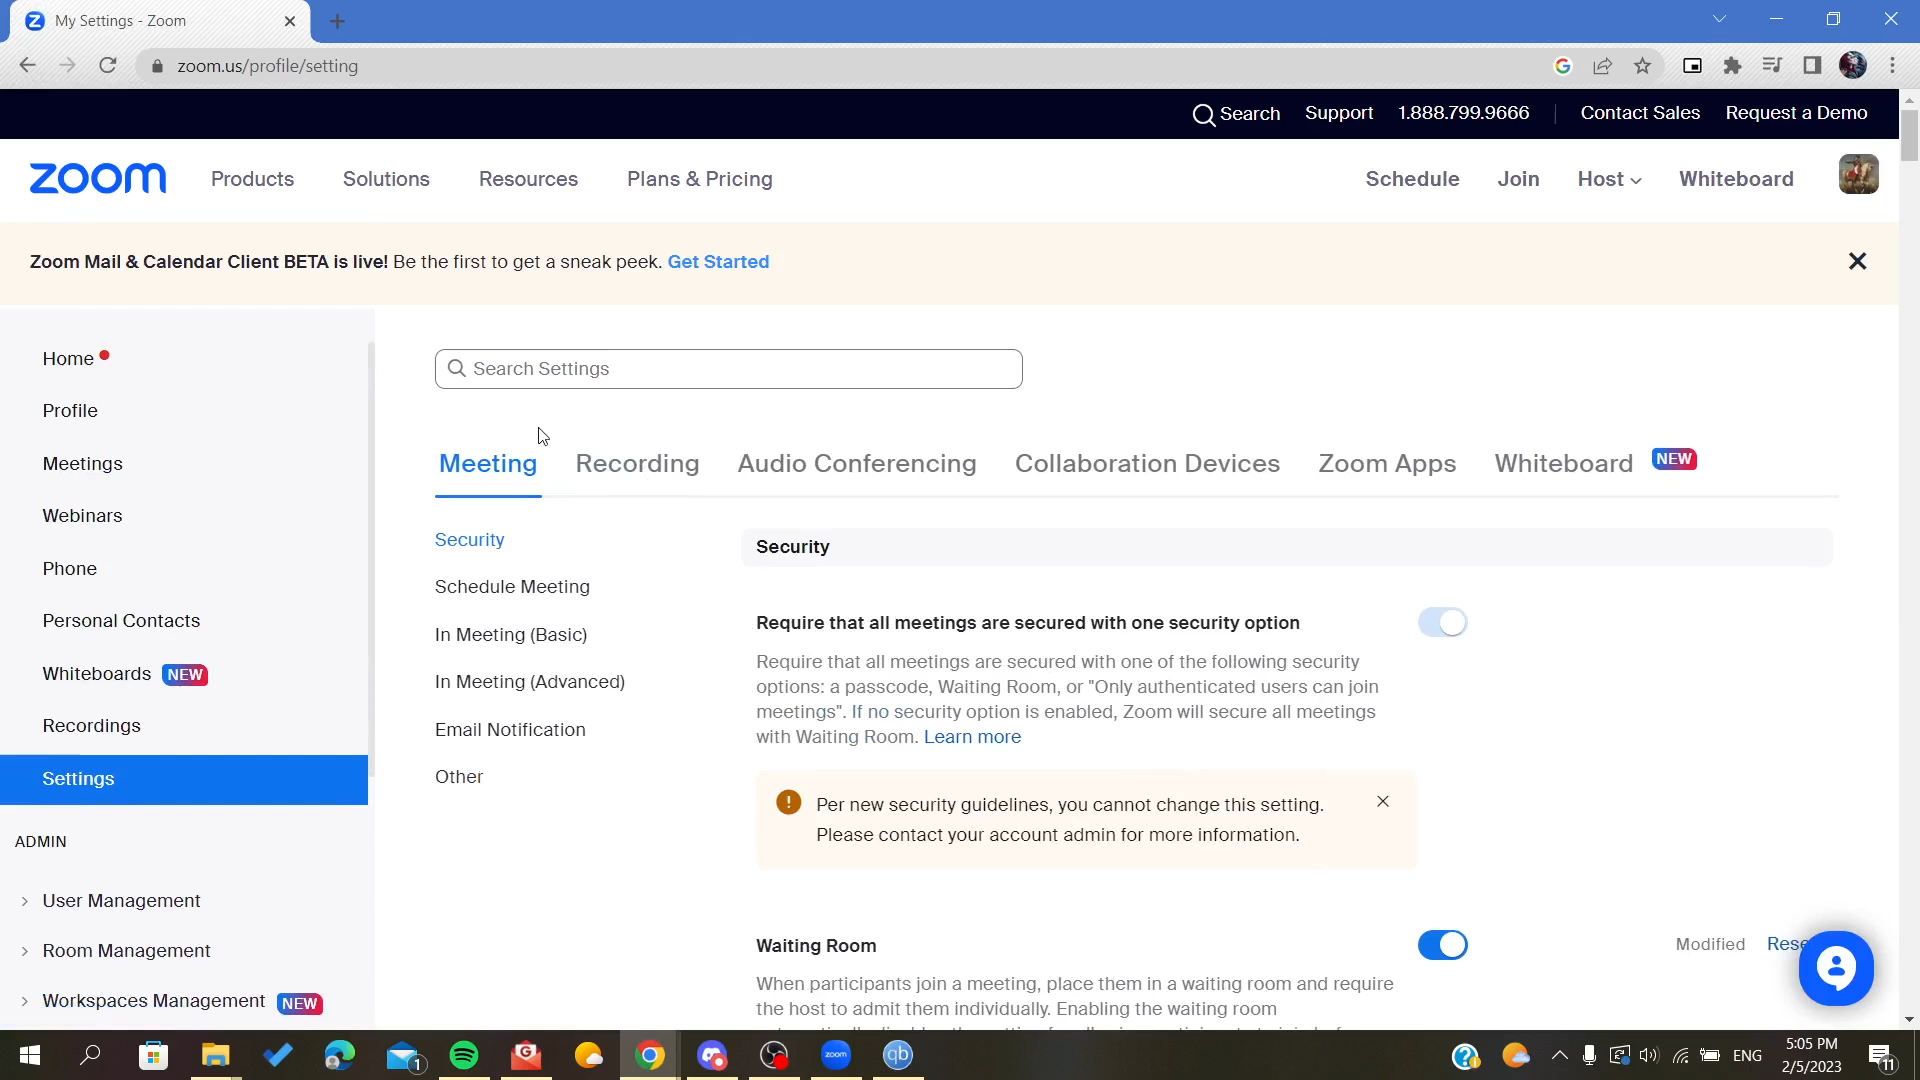 My Settings - Zoom
zoom.us/profile/setting
Search Support 1.888.799.9666 Contact Sales Request a Demo
zoom Products Solutions Resources Plans & Pricing Schedule Join Host Whiteboard
Zoom Mail & Calendar Client BETA is live! Be the first to get a sneak peek. Get Started
Home
Profile
Meetings
Webinars
Phone
Personal Contacts
Whiteboards NEW
Recordings
Settings
ADMIN
User Management
Room Management
Workspaces Management NEW
Search Settings
Meeting Recording Audio Conferencing Collaboration Devices Zoom Apps Whiteboard NEW
Security
Schedule Meeting
In Meeting (Basic)
In Meeting (Advanced)
Email Notification
Other
Security
Require that all meetings are secured with one security option
Require that all meetings are secured with one of the following security
options: a passcode, Waiting Room, or "Only authenticated users can join
meetings". If no security option is enabled, Zoom will secure all meetings
with Waiting Room. Learn more
Per new security guidelines, you cannot change this setting.
Please contact your account admin for more information.
Waiting Room
Modified Rese
When participants join a meeting, place them in a waiting room and require
the host to admit them individually. Enabling the waiting room
1
zoom
qb
ENG
5:05 PM
2/5/2023
11